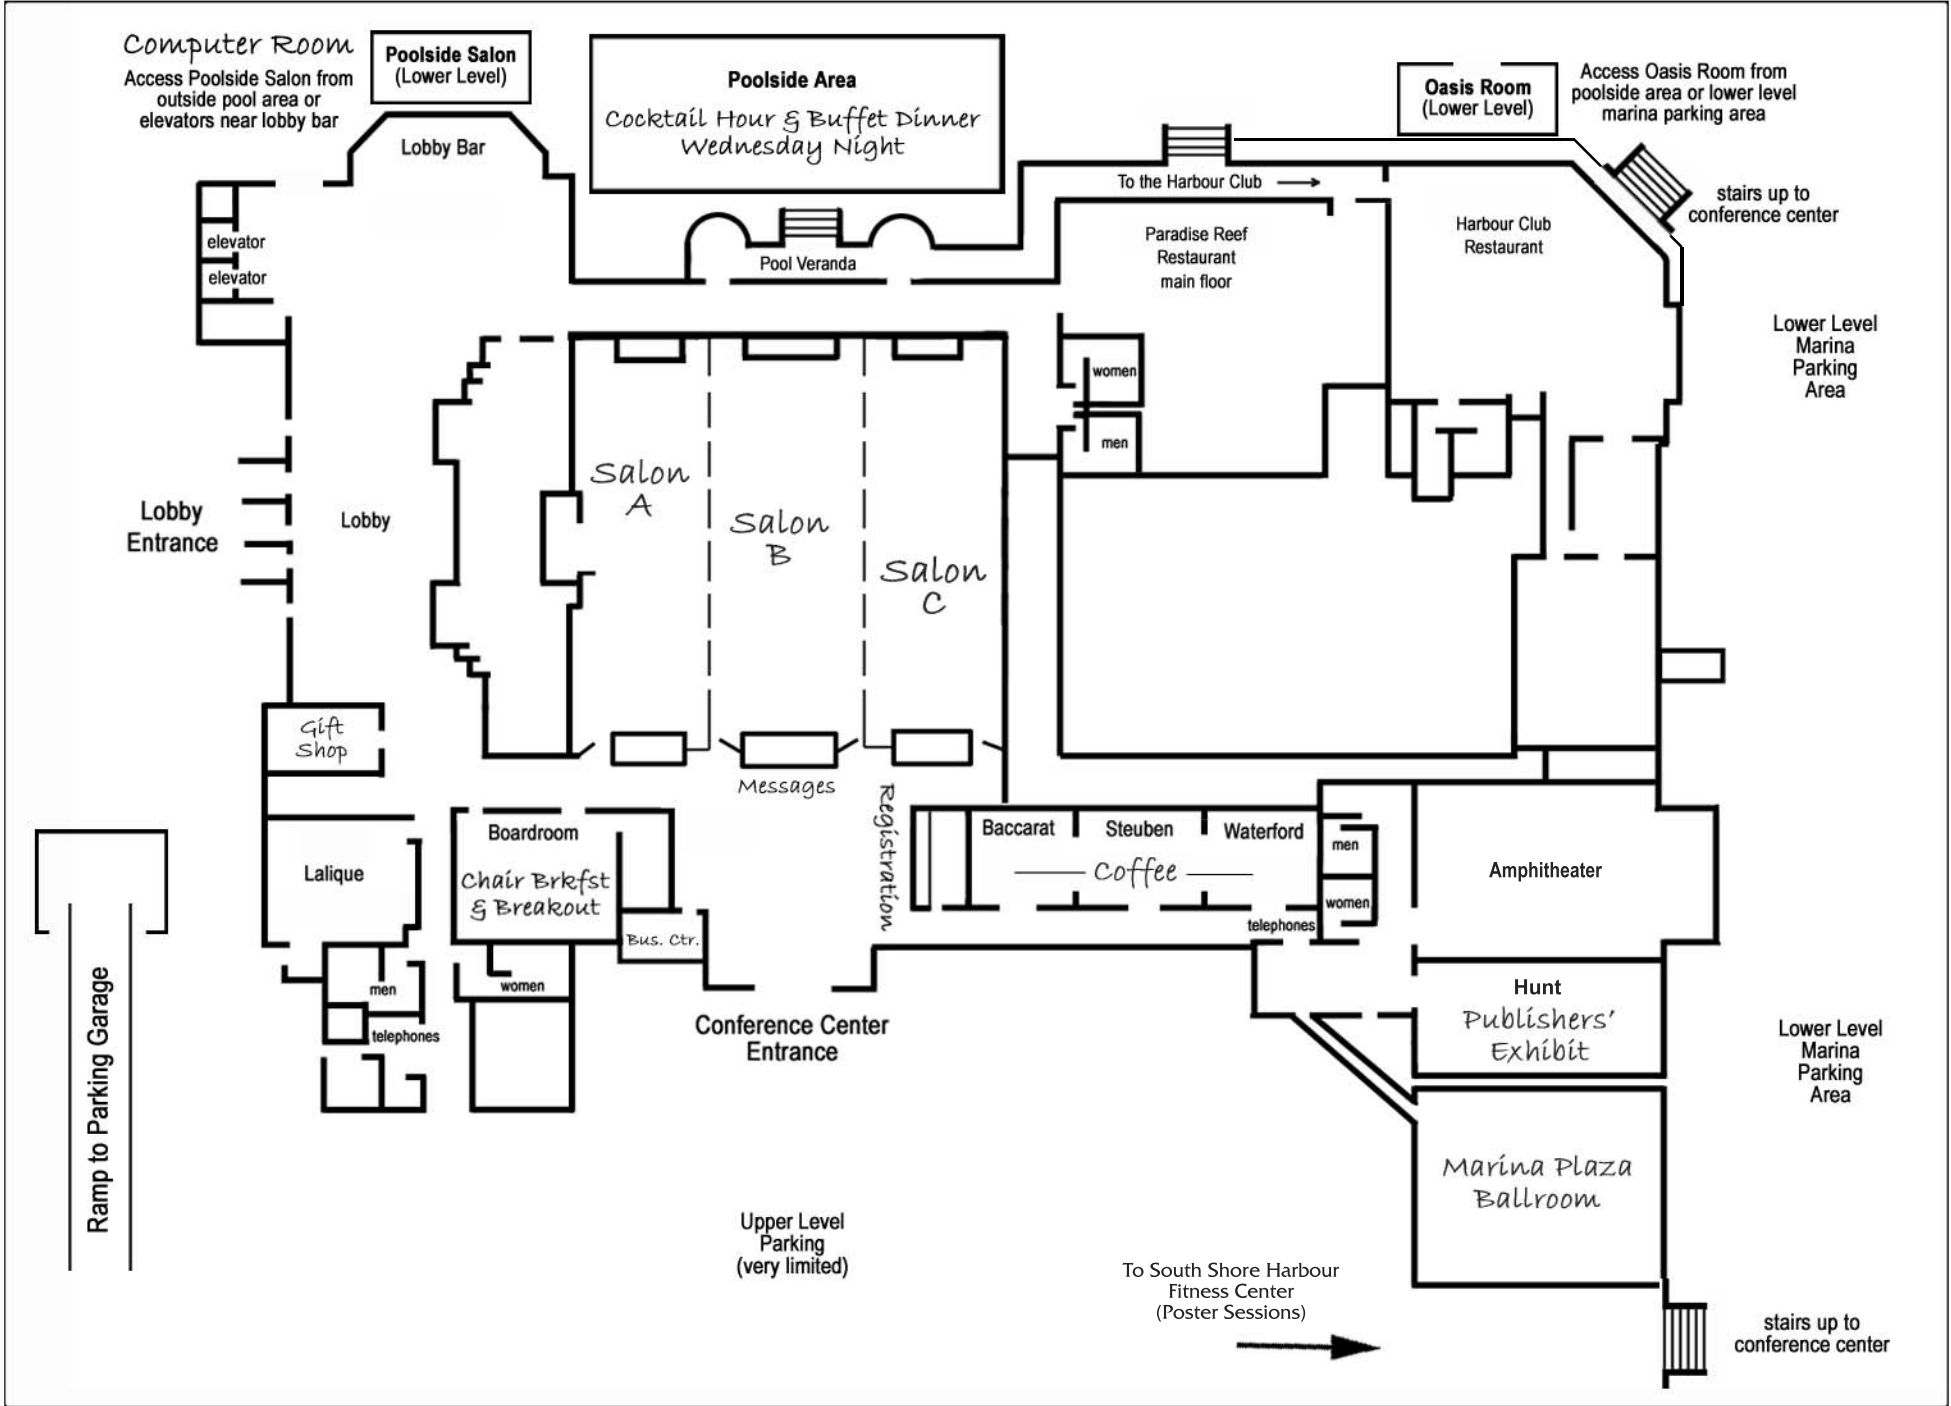 Computer Room
Access Poolside Salon from
outside pool area or
elevators near lobby bar
Poolside Salon
(Lower Level)
Poolside Area
Cocktail Hour & Buffet Dinner
Wednesday Night
Oasis Room
(Lower Level)
Access Oasis Room from
poolside area or lower level
marina parking area
Lobby Bar
To the Harbour Club
stairs up to
conference center
elevator
elevator
Pool Veranda
Paradise Reef
Restaurant
main floor
Harbour Club
Restaurant
Lower Level
Marina
Parking
Area
women
men
Lobby
Entrance
Lobby
Salon
A
Salon
B
Salon
C
Gift
Shop
Messages
Registration
Boardroom
Chair Brkfst
& Breakout
Baccarat
Steuben
Waterford
Coffee
men
women
telephones
Amphitheater
Lalique
Bus. Ctr.
men
women
telephones
Conference Center
Entrance
Hunt
Publishers'
Exhibit
Lower Level
Marina
Parking
Area
Ramp to Parking Garage
Marina Plaza
Ballroom
Upper Level
Parking
(very limited)
To South Shore Harbour
Fitness Center
(Poster Sessions)
stairs up to
conference center